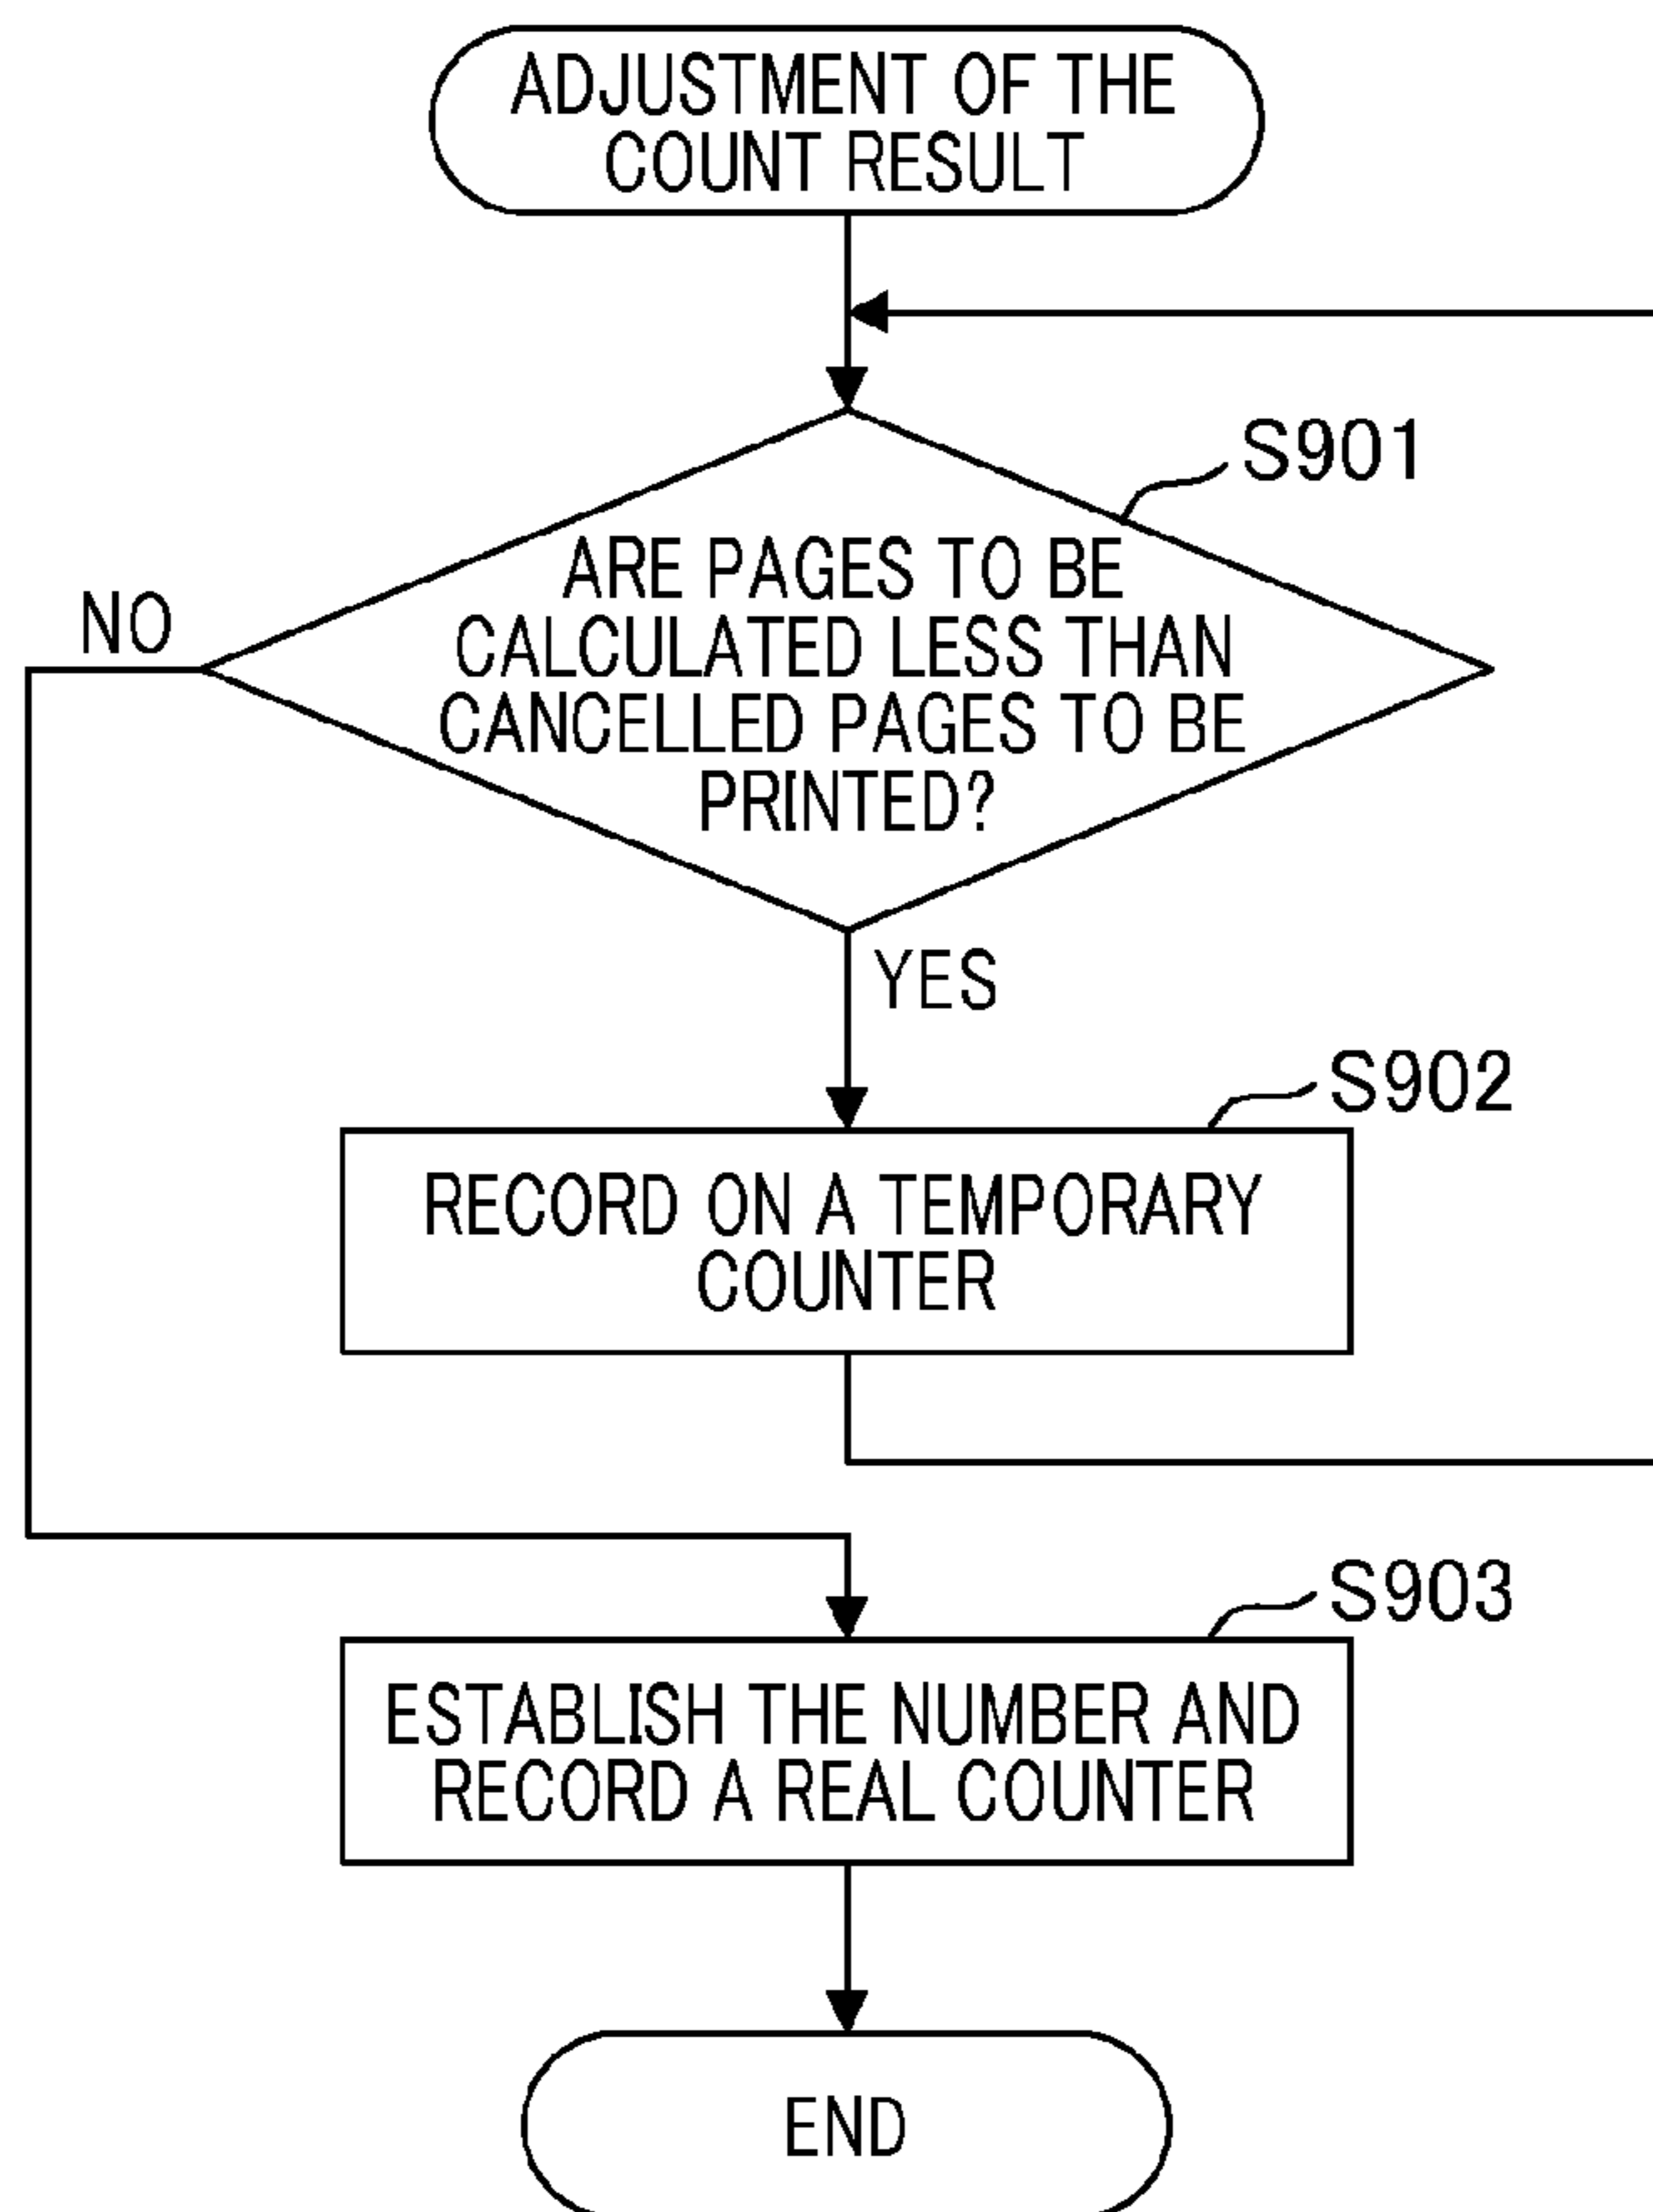 ADJUSTMENT OF THE
COUNT RESULT
S901
ARE PAGES TO BE
CALCULATED LESS THAN
CANCELLED PAGES TO BE
PRINTED?
NO
YES
S902
RECORD ON A TEMPORARY
COUNTER
S903
ESTABLISH THE NUMBER AND
RECORD A REAL COUNTER
END